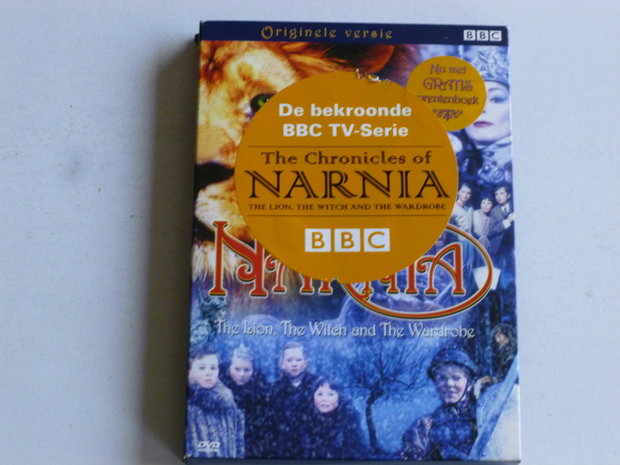 Originele versie
BBC
Nu met
GRATIS
prentenboek
De bekroonde
BBC TV-Serie
The Chronicles of
NARNIA
THE LION, THE WITCH AND THE WARDROBE
BBC
NARNIA
The Lion, The Witch and The Wardrobe
DVD